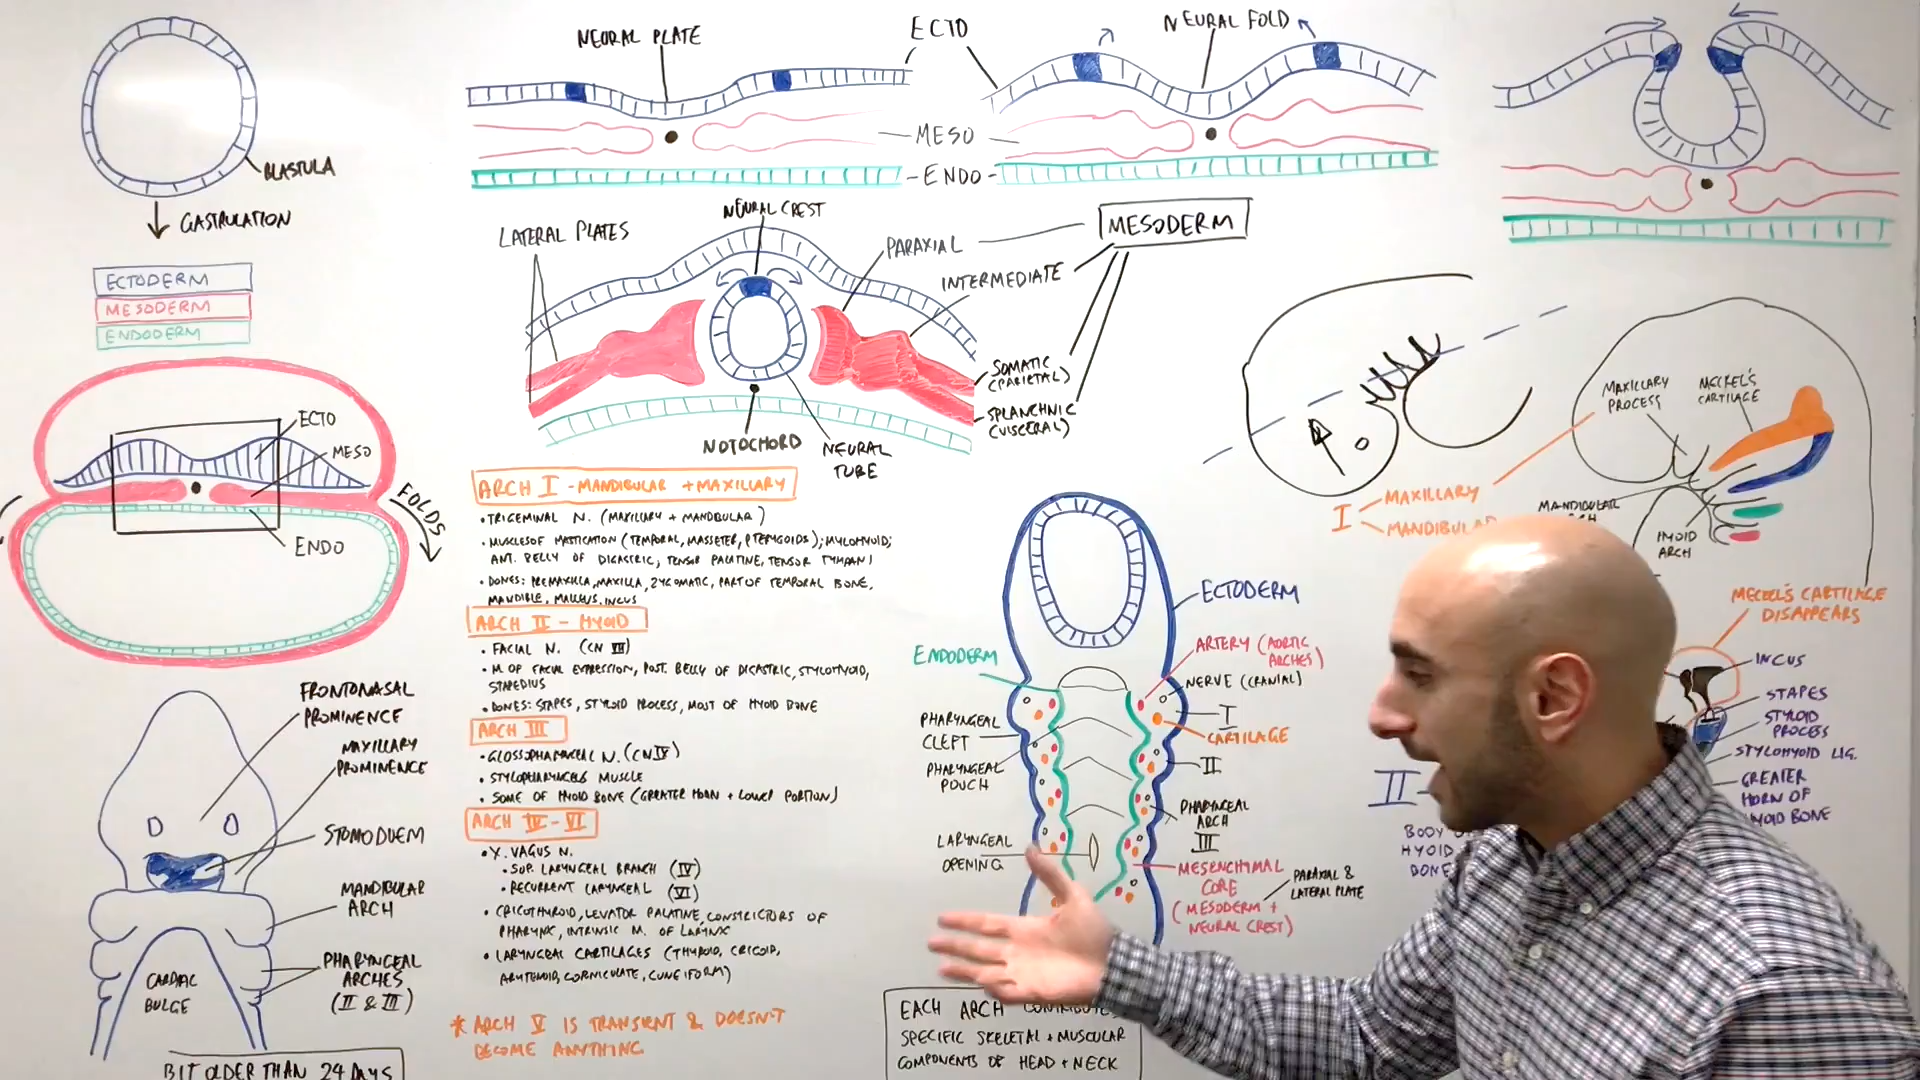 BLASTULA
GASTRULATION
ECTODERM
MESODERM
ENDODERM
ECTO
MESO
ENDO
FOLDS
NEURAL PLATE
ECTO
NEURAL FOLD
MESO
ENDO
LATERAL PLATES
NEURAL CREST
PARAXIAL
MESODERM
INTERMEDIATE
SOMATIC
(PARIETAL)
SPLANCHNIC
(VISCERAL)
NOTOCHORD
NEURAL
TUBE
FRONTONASAL
PROMINENCE
MAXILLARY
PROMINENCE
STOMODUEM
MANDIBULAR
ARCH
PHARYNGEAL
ARCHES
(II & III)
CARDIAC
BULGE
BIT OLDER THAN 24 DAYS
ARCH I - MANDIBULAR + MAXILLARY
• TRIGEMINAL N. (MAXILLARY + MANDIBULAR)
• MUSCLES OF MASTICATION (TEMPORAL, MASSETER, PTERYGOIDS); MYLOHYOID;
ANT. BELLY OF DIGASTRIC, TENSOR PALATINE, TENSOR TYMPANI
• BONES: PREMAXILLA, MAXILLA, ZYGOMATIC, PART OF TEMPORAL BONE,
MANDIBLE, MALLEUS, INCUS
ARCH II - HYOID
• FACIAL N. (CN VII)
• M OF FACIAL EXPRESSION, POST. BELLY OF DIGASTRIC, STYLOHYOID,
STAPEDIUS
• BONES: STAPES, STYLOID PROCESS, MOST OF HYOID BONE
ARCH III
• GLOSSOPHARYNGEAL N. (CN IX)
• STYLOPHARYNGEUS MUSCLE
• SOME OF HYOID BONE (GREATER HORN + LOWER PORTION)
ARCH IV - VI
• X. VAGUS N.
• SUP. LARYNGEAL BRANCH (IV)
• RECURRENT LARYNGEAL (VI)
• CRICOTHYROID, LEVATOR PALATINE, CONSTRICTORS OF
PHARYNX, INTRINSIC M. OF LARYNX
• LARYNGEAL CARTILAGES (THYROID, CRICOID,
ARYTENOID, CORNICULATE, CUNEIFORM)
* ARCH V IS TRANSIENT & DOESN'T
BECOME ANYTHING
ECTODERM
ENDODERM
ARTERY (AORTIC
ARCHES)
NERVE (CRANIAL)
I
CARTILAGE
II
PHARYNGEAL
CLEFT
PHARYNGEAL
POUCH
PHARYNGEAL
ARCH
III
LARYNGEAL
OPENING
MESENCHYMAL
CORE
(MESODERM +
NEURAL CREST)
PARAXIAL &
LATERAL PLATE
EACH ARCH CONTRIBUTE
SPECIFIC SKELETAL + MUSCULAR
COMPONENTS OF HEAD + NECK
I
MAXILLARY
MANDIBULAR
MAXILLARY
PROCESS
MECKEL'S
CARTILAGE
MANDIBULAR
HYOID
ARCH
MECKEL'S CARTILAGE
DISAPPEARS
INCUS
STAPES
STYLOID
PROCESS
STYLOHYOID LIG.
GREATER
HORN OF
HYOID BONE
II
BODY
HYOID
BONE